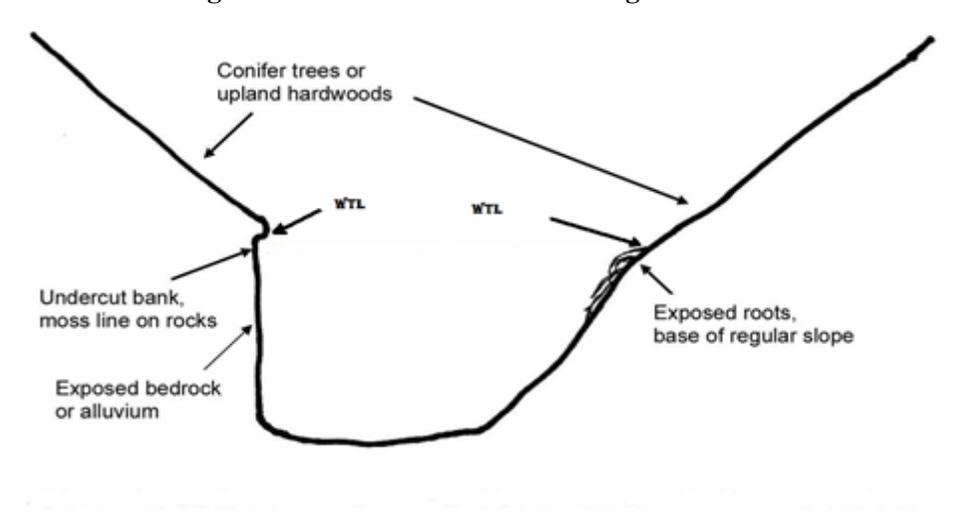 Conifer trees or
upland hardwoods
WTL
WTL
Undercut bank,
moss line on rocks
Exposed roots,
base of regular slope
Exposed bedrock
or alluvium